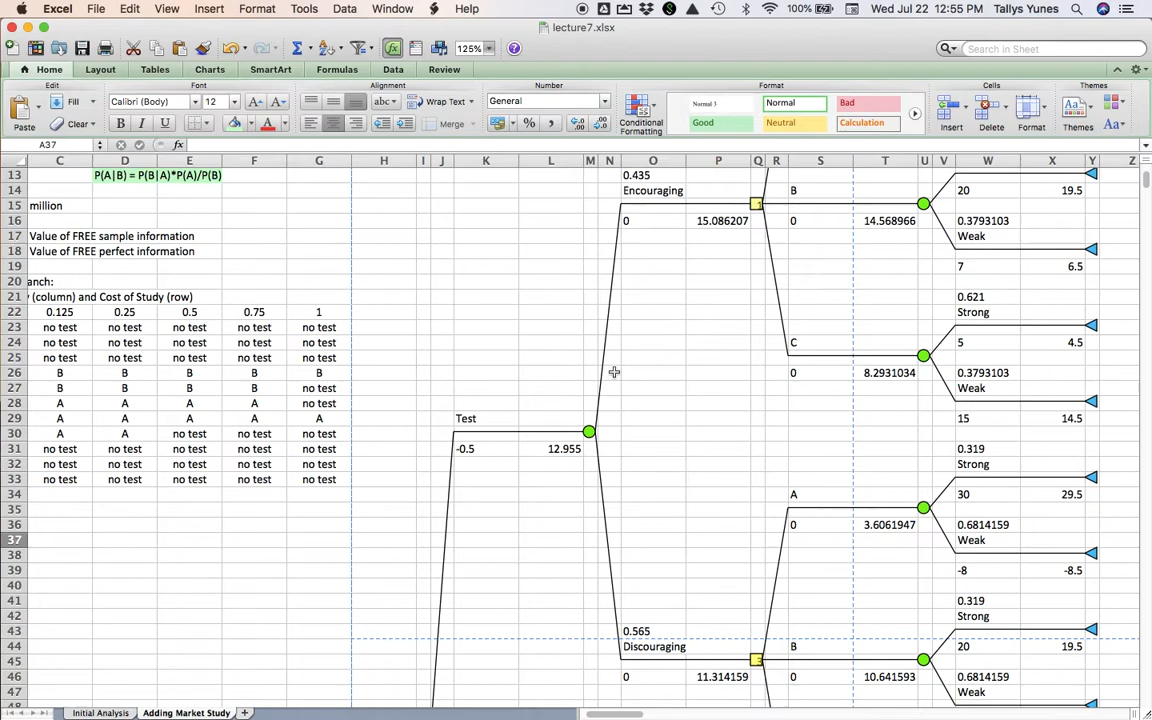 Excel File Edit View Insert Format Tools Data Window Help 100% Wed Jul 22 12:55 PM Tallys Yunes
lecture7.xlsx
125% Search in Sheet
Home Layout Tables Charts SmartArt Formulas Data Review
Edit Font Alignment Number Format Cells Themes
Paste Fill Calibri (Body) 12 abc Wrap Text General Conditional Formatting Normal 3 Normal Bad Insert Delete Format Themes
Clear B I U Merge % Good Neutral Calculation
A37 fx
C D E F G H I J K L M N O P Q R S T U V W X Y Z
13 P(A|B) = P(B|A)*P(A)/P(B) 0.435
14 Encouraging B 20 19.5
15 million 1
16 0 15.086207 0 14.568966 0.3793103
17 Value of FREE sample information Weak
18 Value of FREE perfect information
19 7 6.5
20 anch:
21 (column) and Cost of Study (row) 0.621
22 0.125 0.25 0.5 0.75 1 Strong
23 no test no test no test no test no test
24 no test no test no test no test no test C 5 4.5
25 no test no test no test no test no test
26 B B B B B 0 8.2931034 0.3793103
27 B B B B no test Weak
28 A A A A no test
29 A A A A A Test 15 14.5
30 A A no test no test no test
31 no test no test no test no test no test -0.5 12.955 0.319
32 no test no test no test no test no test Strong
33 no test no test no test no test no test
34 A 30 29.5
35
36 0 3.6061947 0.6814159
37 Weak
38
39 -8 -8.5
40
41 0.319
42 Strong
43 0.565
44 Discouraging B 20 19.5
45 3
46 0 11.314159 0 10.641593 0.6814159
47 Weak
48
Initial Analysis Adding Market Study +